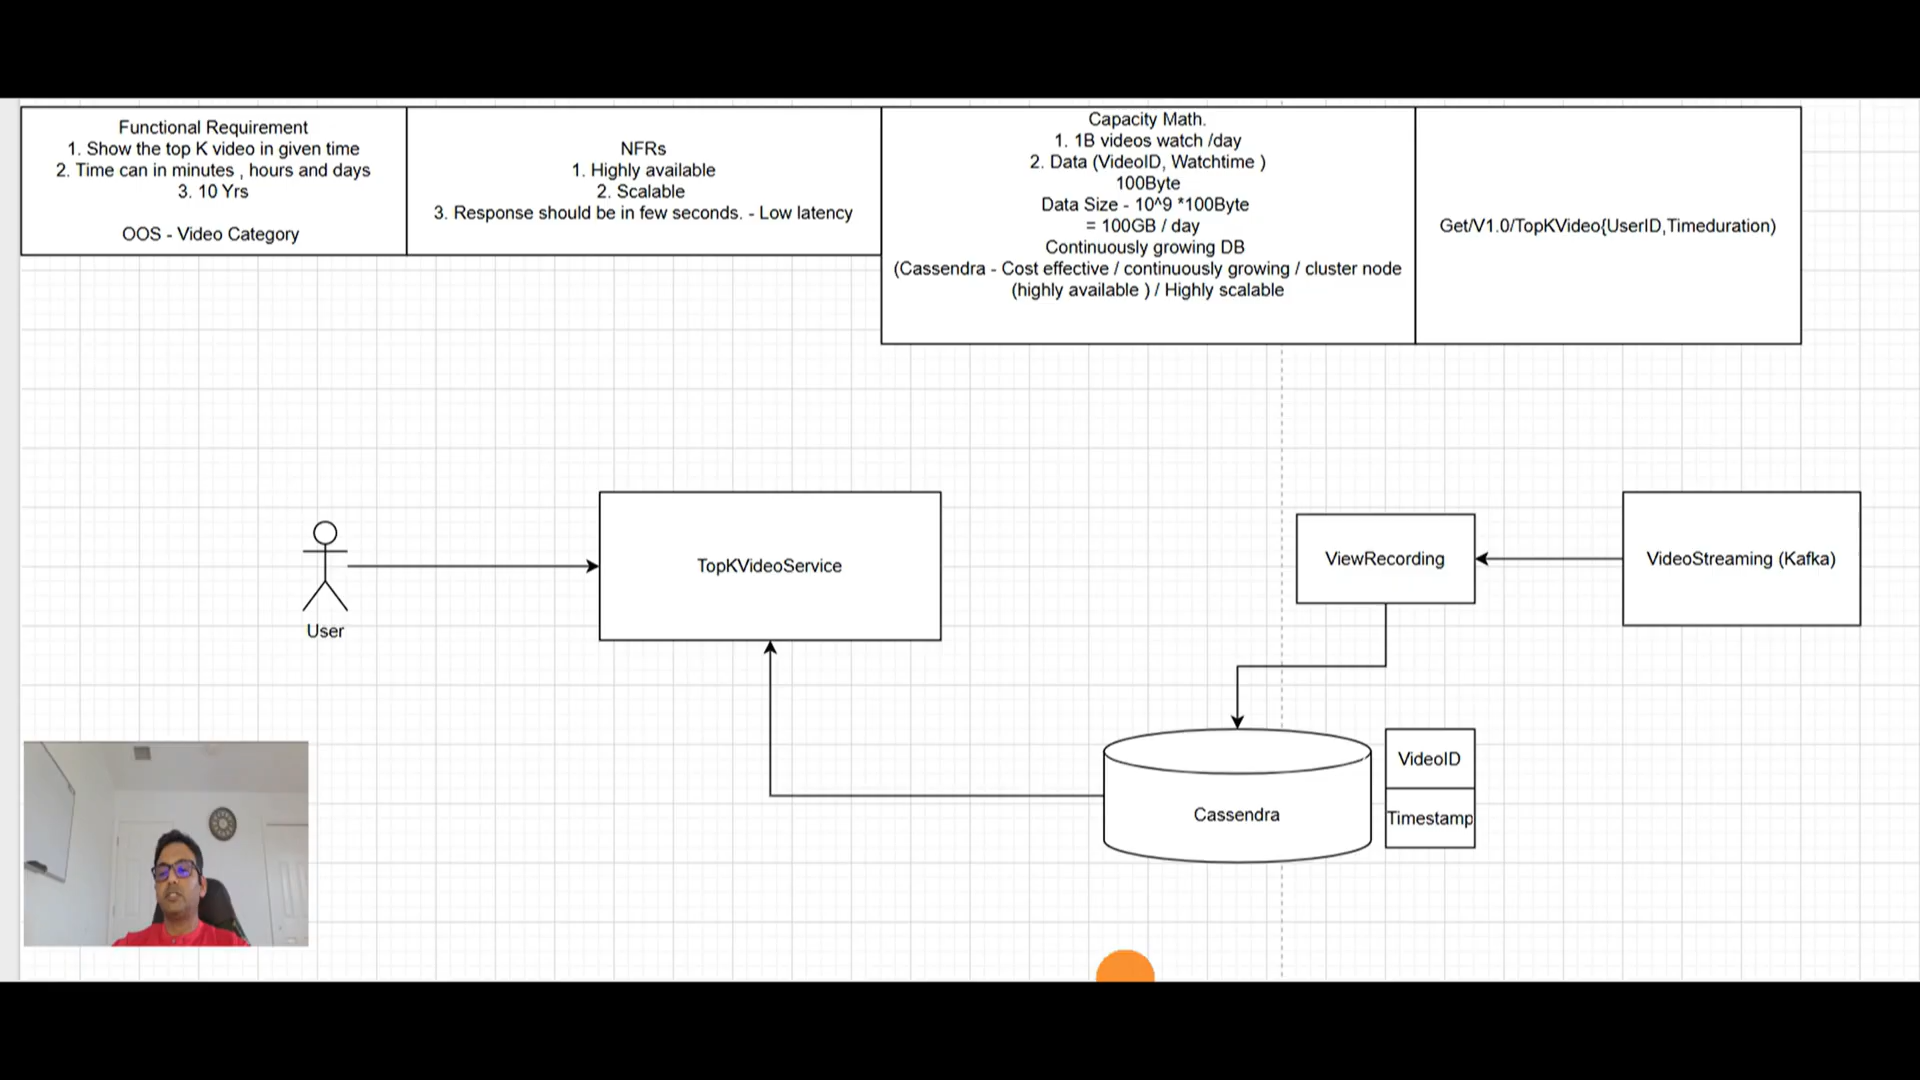 Functional Requirement
1. Show the top K video in given time
2. Time can in minutes , hours and days
3. 10 Yrs
OOS - Video Category
NFRs
1. Highly available
2. Scalable
3. Response should be in few seconds. - Low latency
Capacity Math.
1. 1B videos watch /day
2. Data (VideoID, Watchtime )
100Byte
Data Size - 10^9 *100Byte
= 100GB / day
Continuously growing DB
(Cassendra - Cost effective / continuously growing / cluster node
(highly available ) / Highly scalable
Get/V1.0/TopKVideo{UserID,Timeduration)
User
TopKVideoService
ViewRecording
VideoStreaming (Kafka)
Cassendra
VideoID
Timestamp